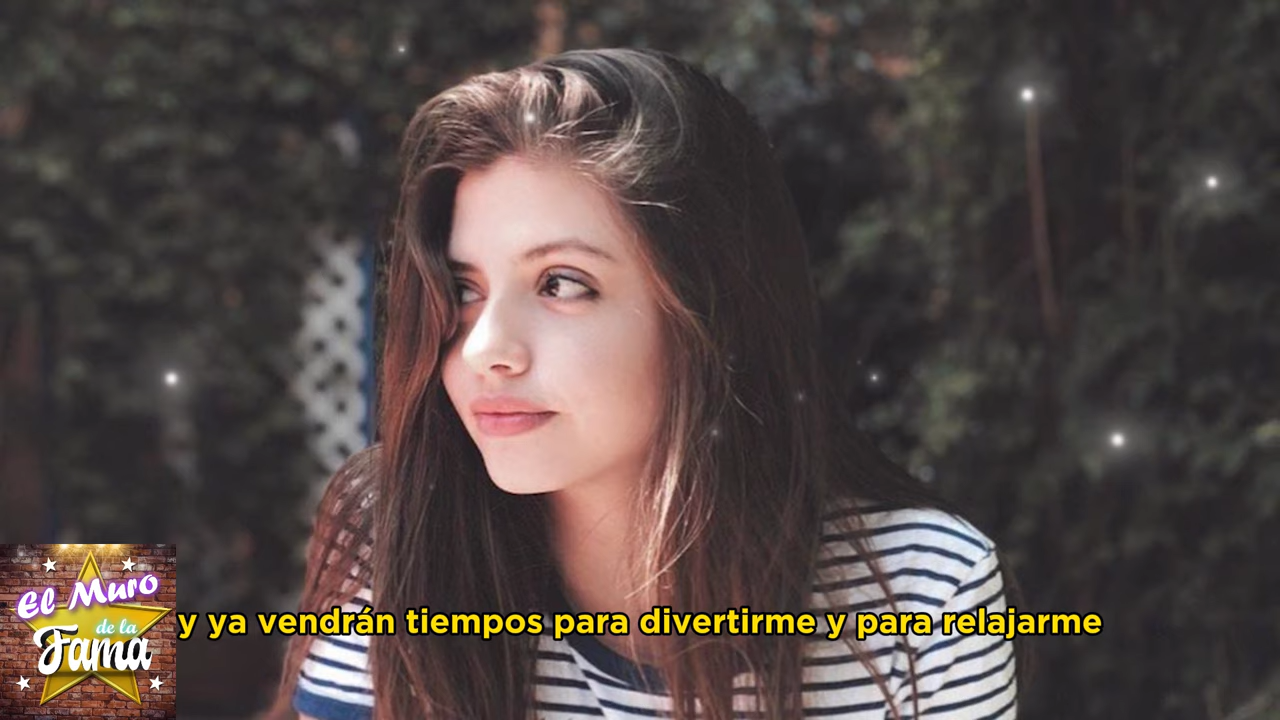 El Muro
de la
Fama
y ya vendrán tiempos para divertirme y para relajarme